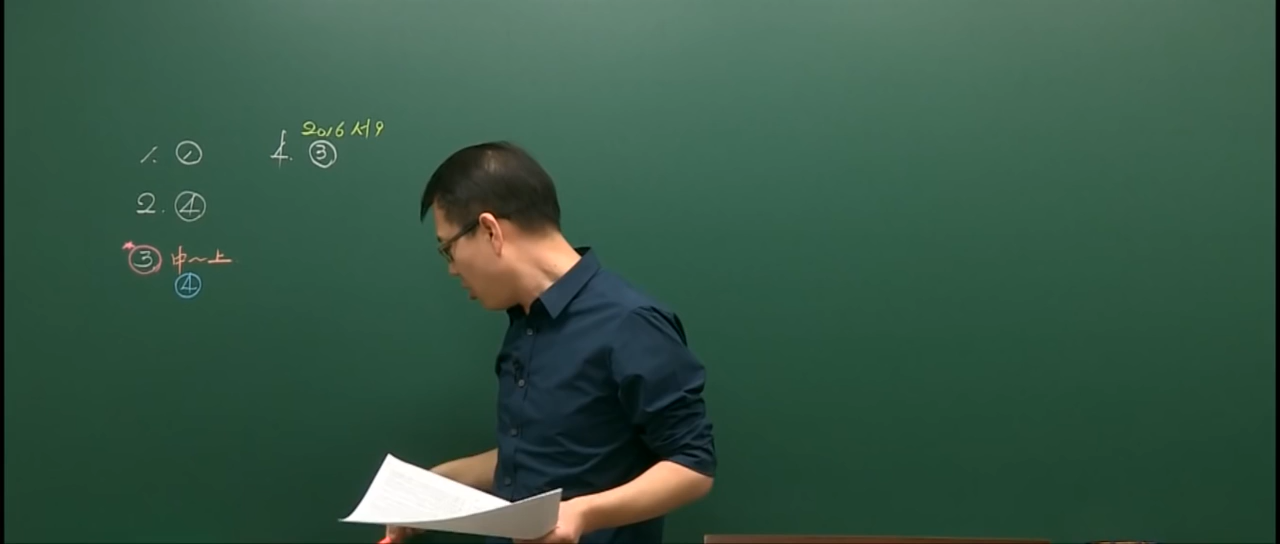 1. ①
2. ④
③ 中~上
④
2016 서 9
4. ③